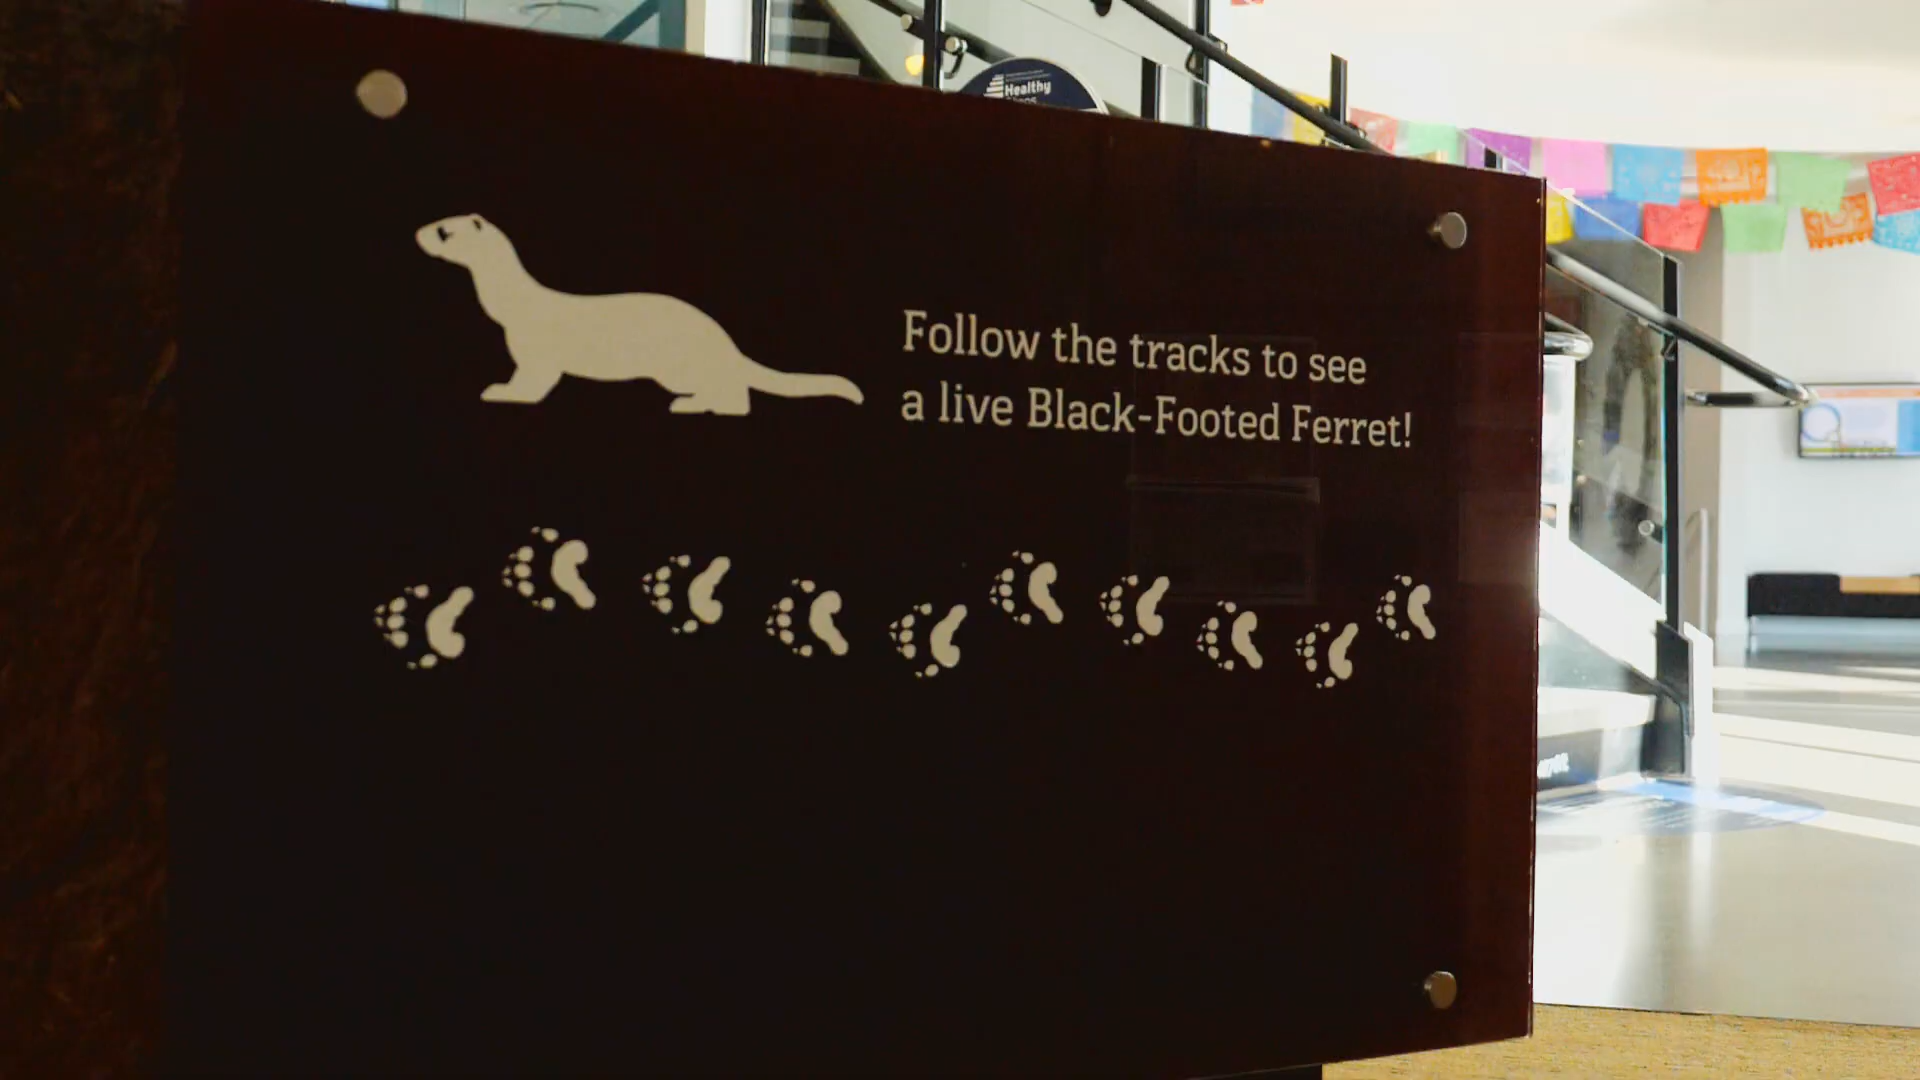 Healthy
Follow the tracks to see
a live Black-Footed Ferret!